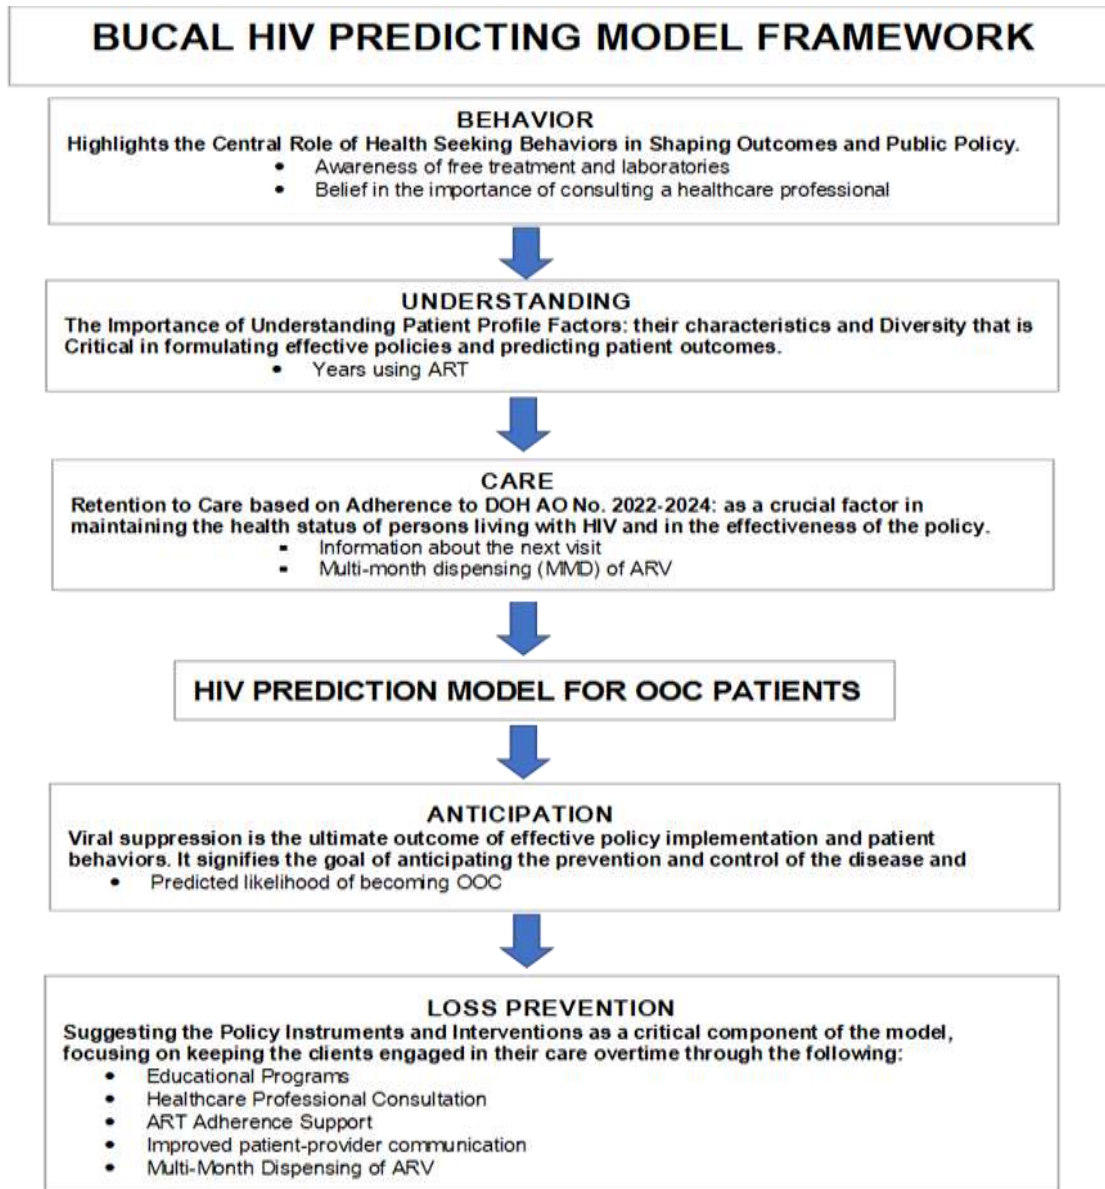 BUCAL HIV PREDICTING MODEL FRAMEWORK
BEHAVIOR
Highlights the Central Role of Health Seeking Behaviors in Shaping Outcomes and Public Policy.
• Awareness of free treatment and laboratories
• Belief in the importance of consulting a healthcare professional
UNDERSTANDING
The Importance of Understanding Patient Profile Factors: their characteristics and Diversity that is
Critical in formulating effective policies and predicting patient outcomes.
• Years using ART
CARE
Retention to Care based on Adherence to DOH AO No. 2022-2024: as a crucial factor in
maintaining the health status of persons living with HIV and in the effectiveness of the policy.
▪ Information about the next visit
▪ Multi-month dispensing (MMD) of ARV
HIV PREDICTION MODEL FOR OOC PATIENTS
ANTICIPATION
Viral suppression is the ultimate outcome of effective policy implementation and patient
behaviors. It signifies the goal of anticipating the prevention and control of the disease and
• Predicted likelihood of becoming OOC
LOSS PREVENTION
Suggesting the Policy Instruments and Interventions as a critical component of the model,
focusing on keeping the clients engaged in their care overtime through the following:
• Educational Programs
• Healthcare Professional Consultation
• ART Adherence Support
• Improved patient-provider communication
• Multi-Month Dispensing of ARV